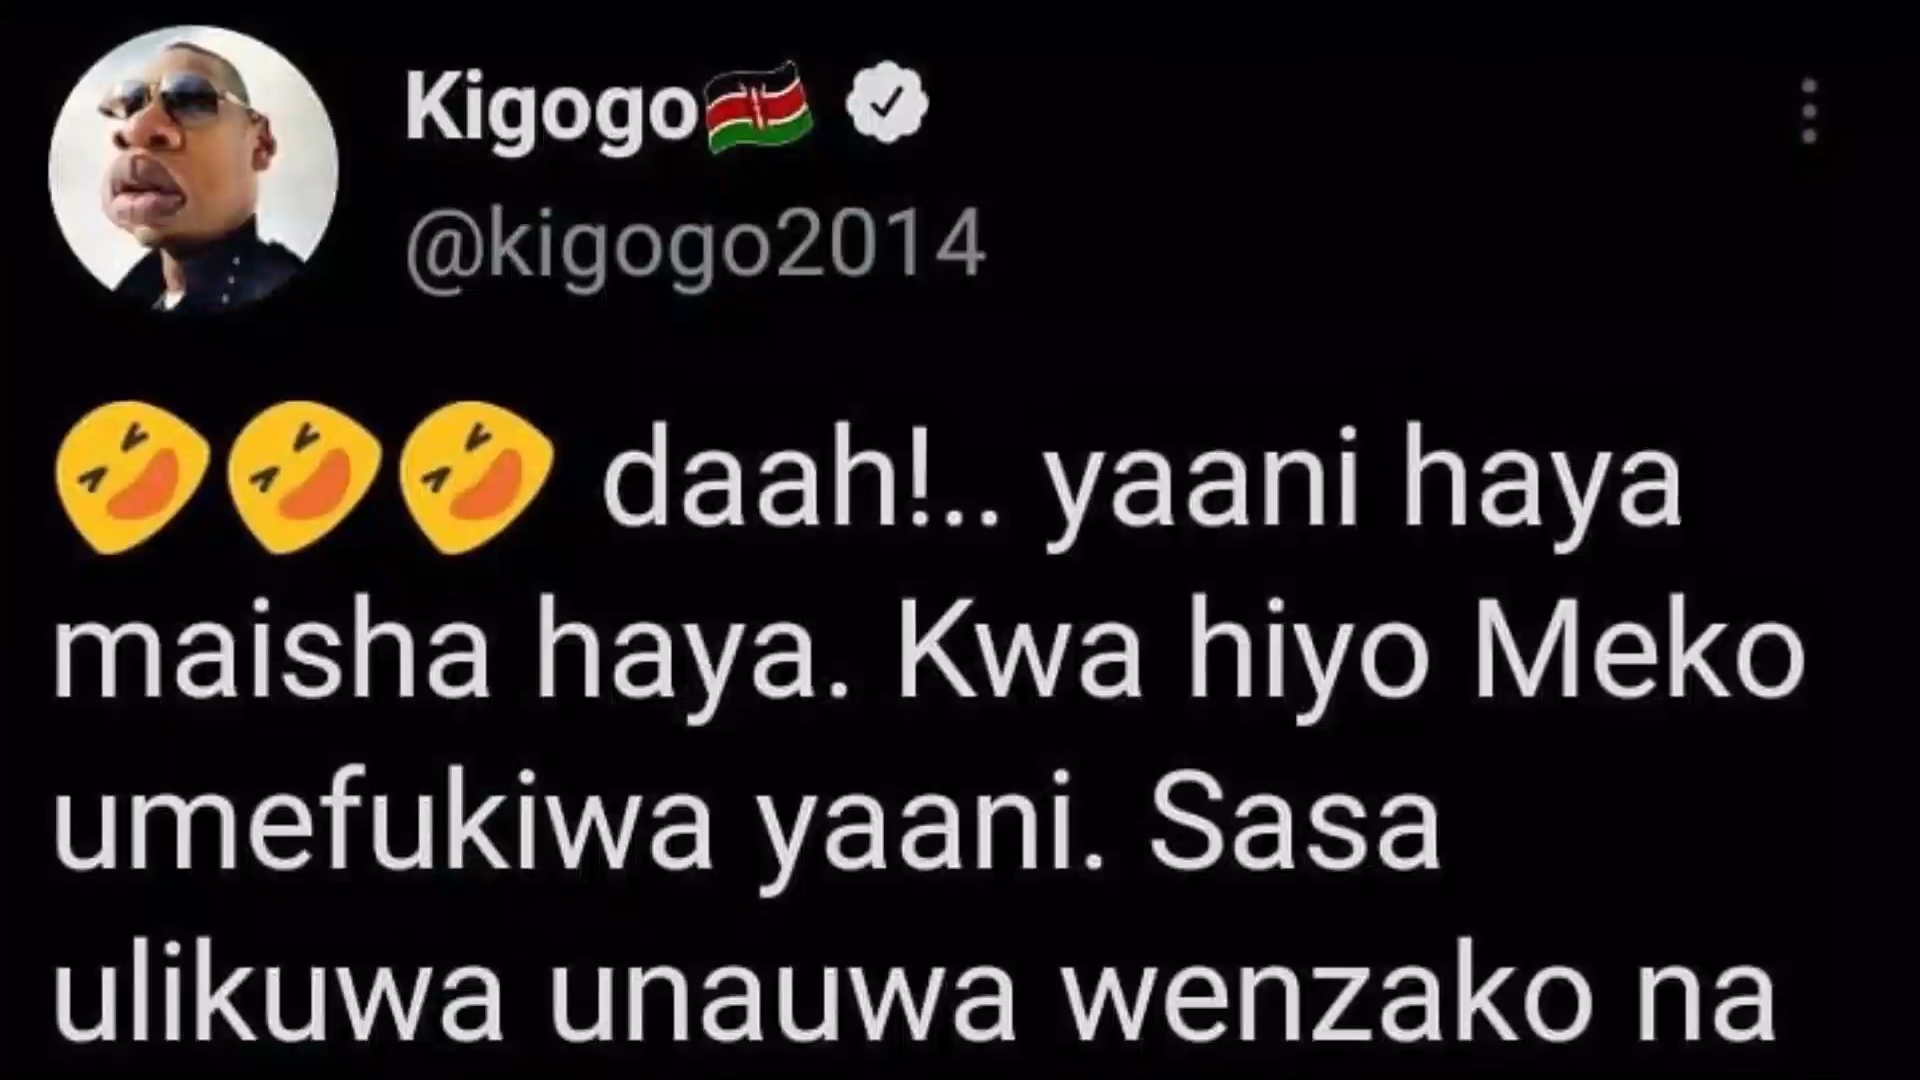 Kigogo🇰🇪
@kigogo2014
🤣🤣🤣 daah!.. yaani haya
maisha haya. Kwa hiyo Meko
umefukiwa yaani. Sasa
ulikuwa unauwa wenzako na